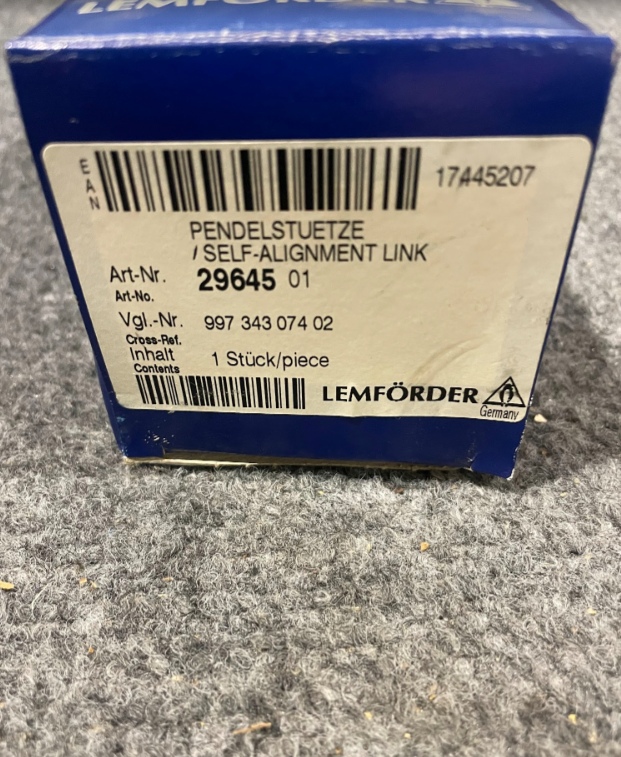 LEMFÖRDER
EAN
17445207
PENDELSTUETZE
/ SELF-ALIGNMENT LINK
Art-Nr. 29645 01
Art-No.
Vgl.-Nr. 997 343 074 02
Cross-Ref.
Inhalt 1 Stück/piece
Contents
LEMFÖRDER
Germany